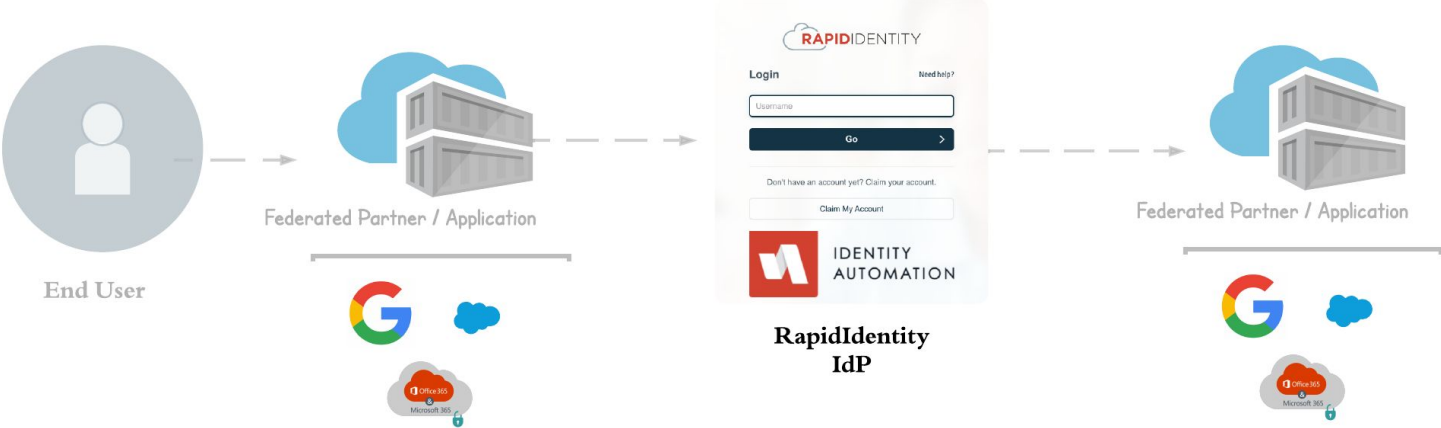 RAPIDIDENTITY
Login
Need help?
Username
Go
Don't have an account yet? Claim your account.
Claim My Account
IDENTITY
AUTOMATION
Federated Partner / Application
Federated Partner / Application
End User
RapidIdentity
IdP
Office 365
&
Microsoft 365
Office 365
&
Microsoft 365